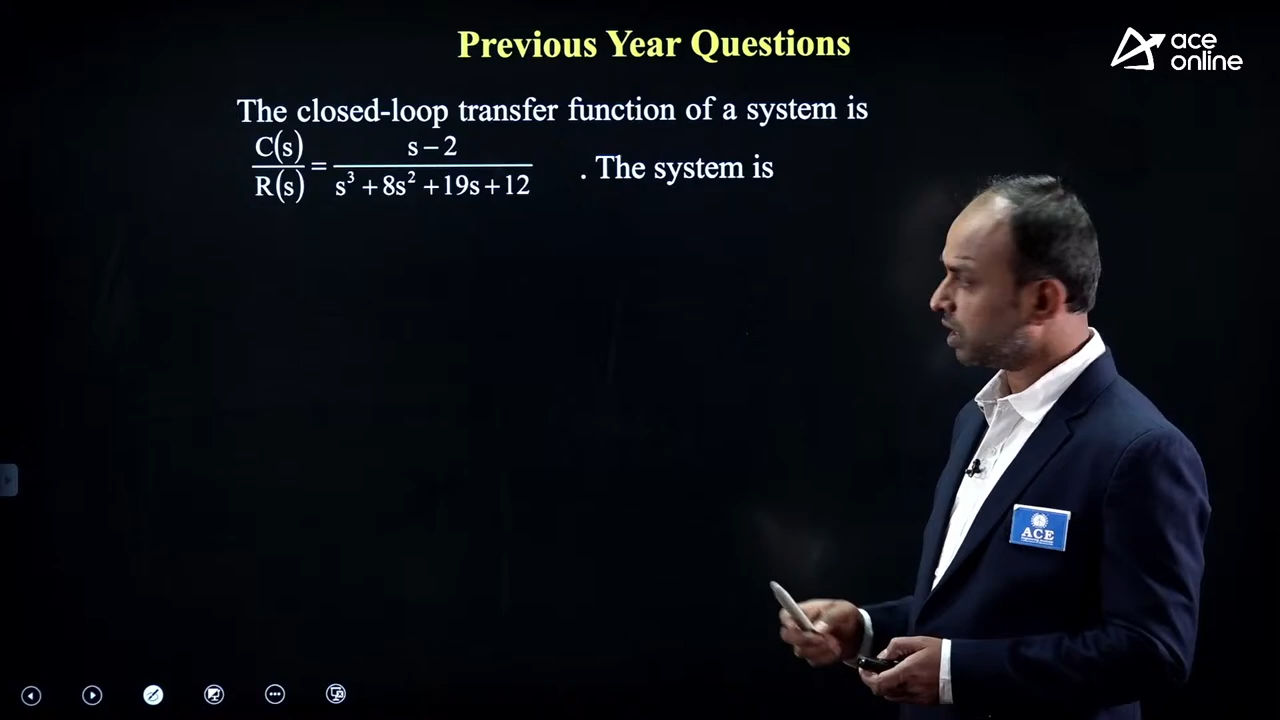 Previous Year Questions
ace
online
The closed-loop transfer function of a system is
C(s)/R(s) = (s − 2)/(s³ + 8s² + 19s + 12) . The system is
ACE